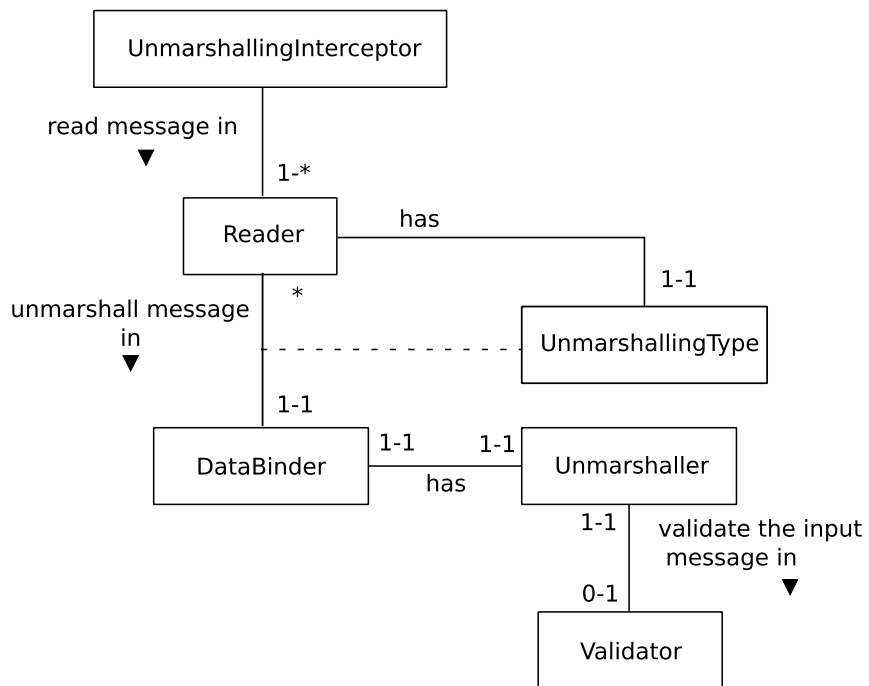 UnmarshallingInterceptor
read message in
1-*
Reader
has
*
1-1
unmarshall message
in
UnmarshallingType
1-1
DataBinder
1-1
1-1
has
Unmarshaller
1-1
validate the input
message in
0-1
Validator